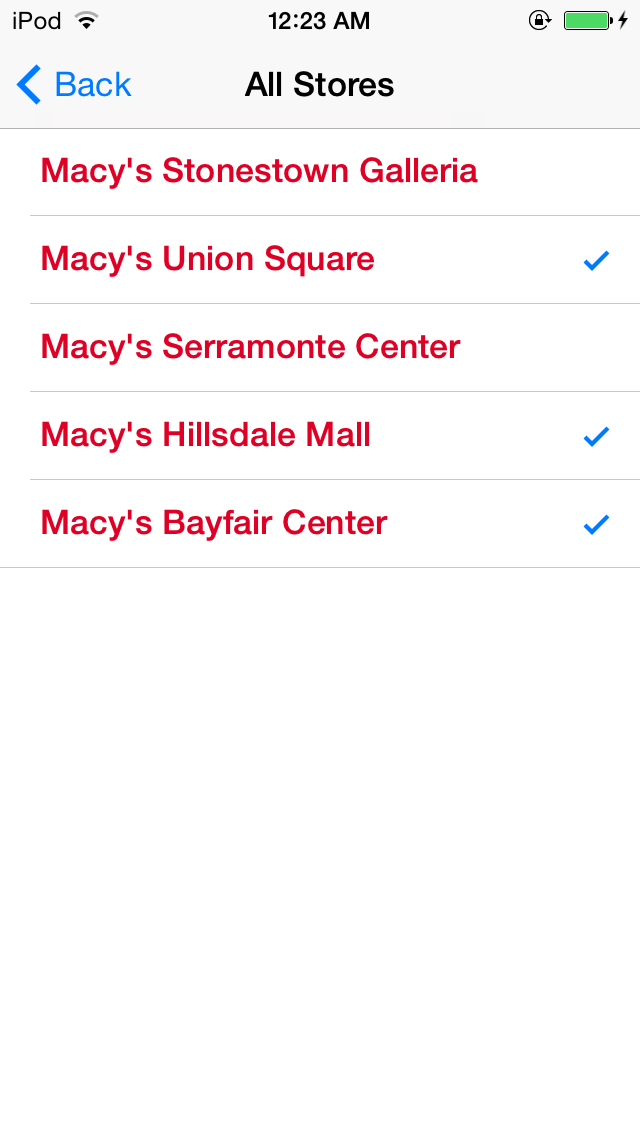 iPod 12:23 AM
Back All Stores
Macy's Stonestown Galleria
Macy's Union Square
Macy's Serramonte Center
Macy's Hillsdale Mall
Macy's Bayfair Center